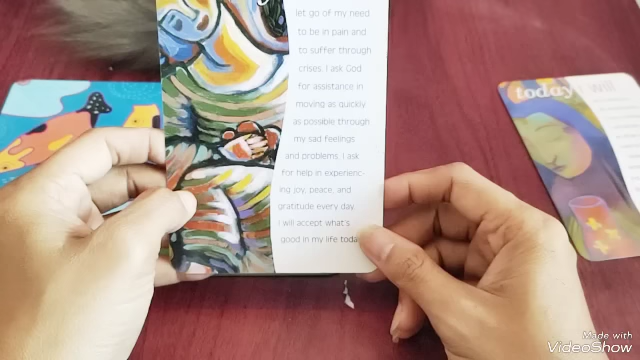 let go of my need
to be in pain and
to suffer through
crises. I ask God
for assistance in
moving as quickly
as possible through
my sad feelings
and problems. I ask
for help in experienc-
ing joy, peace, and
gratitude every day.
I will accept what's
good in my life today
today I will
Made with
VideoShow